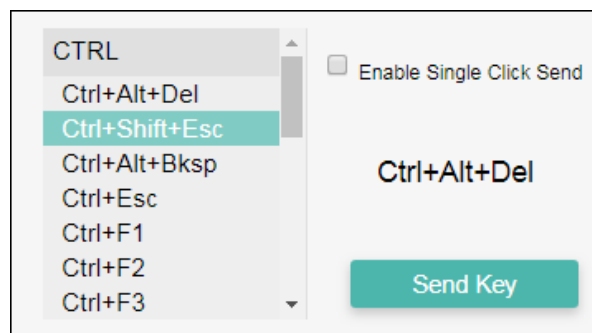 CTRL
Ctrl+Alt+Del
Ctrl+Shift+Esc
Ctrl+Alt+Bksp
Ctrl+Esc
Ctrl+F1
Ctrl+F2
Ctrl+F3
Enable Single Click Send
Ctrl+Alt+Del
Send Key